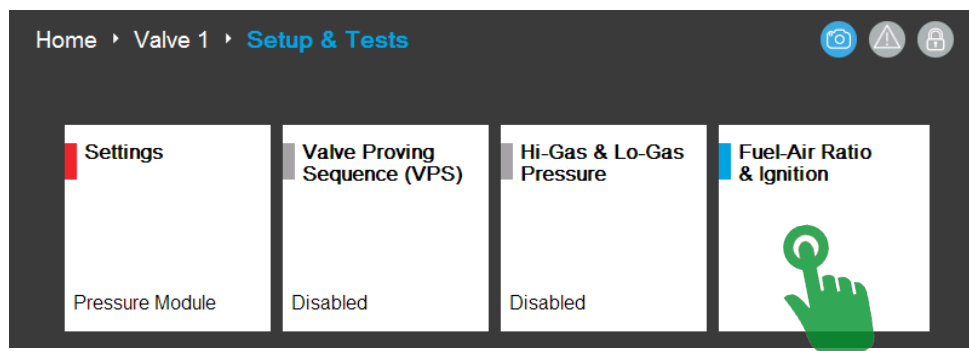 Home ‣ Valve 1 ‣ Setup & Tests
Settings
Pressure Module
Valve Proving
Sequence (VPS)
Disabled
Hi-Gas & Lo-Gas
Pressure
Disabled
Fuel-Air Ratio
& Ignition